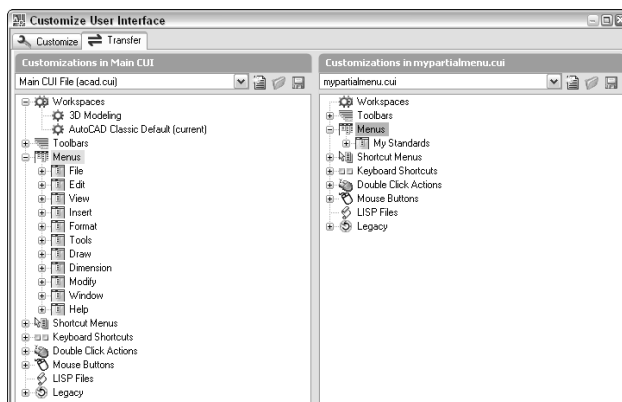 Customize User Interface
Customize
Transfer
Customizations in Main CUI
Main CUI File (acad.cui)
Workspaces
3D Modeling
AutoCAD Classic Default (current)
Toolbars
Menus
File
Edit
View
Insert
Format
Tools
Draw
Dimension
Modify
Window
Help
Shortcut Menus
Keyboard Shortcuts
Double Click Actions
Mouse Buttons
LISP Files
Legacy
Customizations in mypartialmenu.cui
mypartialmenu.cui
Workspaces
Toolbars
Menus
My Standards
Shortcut Menus
Keyboard Shortcuts
Double Click Actions
Mouse Buttons
LISP Files
Legacy